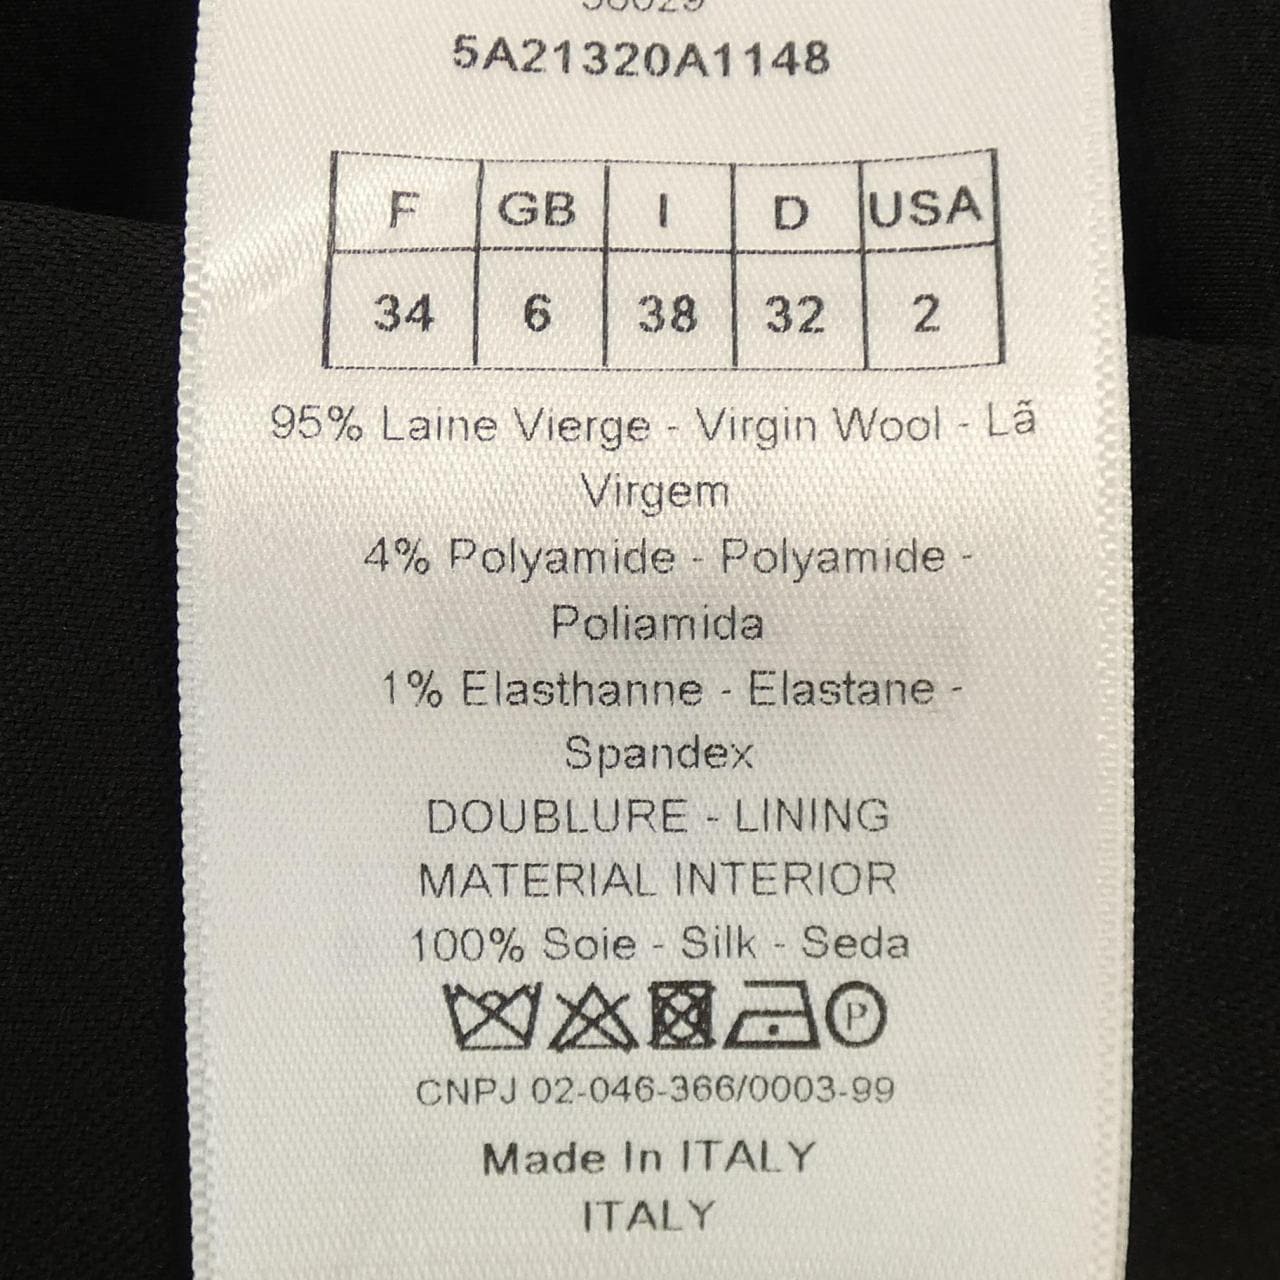 5A21320A1148
F GB I D USA
34 6 38 32 2
95% Laine Vierge - Virgin Wool - Lã
Virgem
4% Polyamide - Polyamide -
Poliamida
1% Elasthanne - Elastane -
Spandex
DOUBLURE - LINING
MATERIAL INTERIOR
100% Soie - Silk - Seda
P
CNPJ 02-046-366/0003-99
Made In ITALY
ITALY